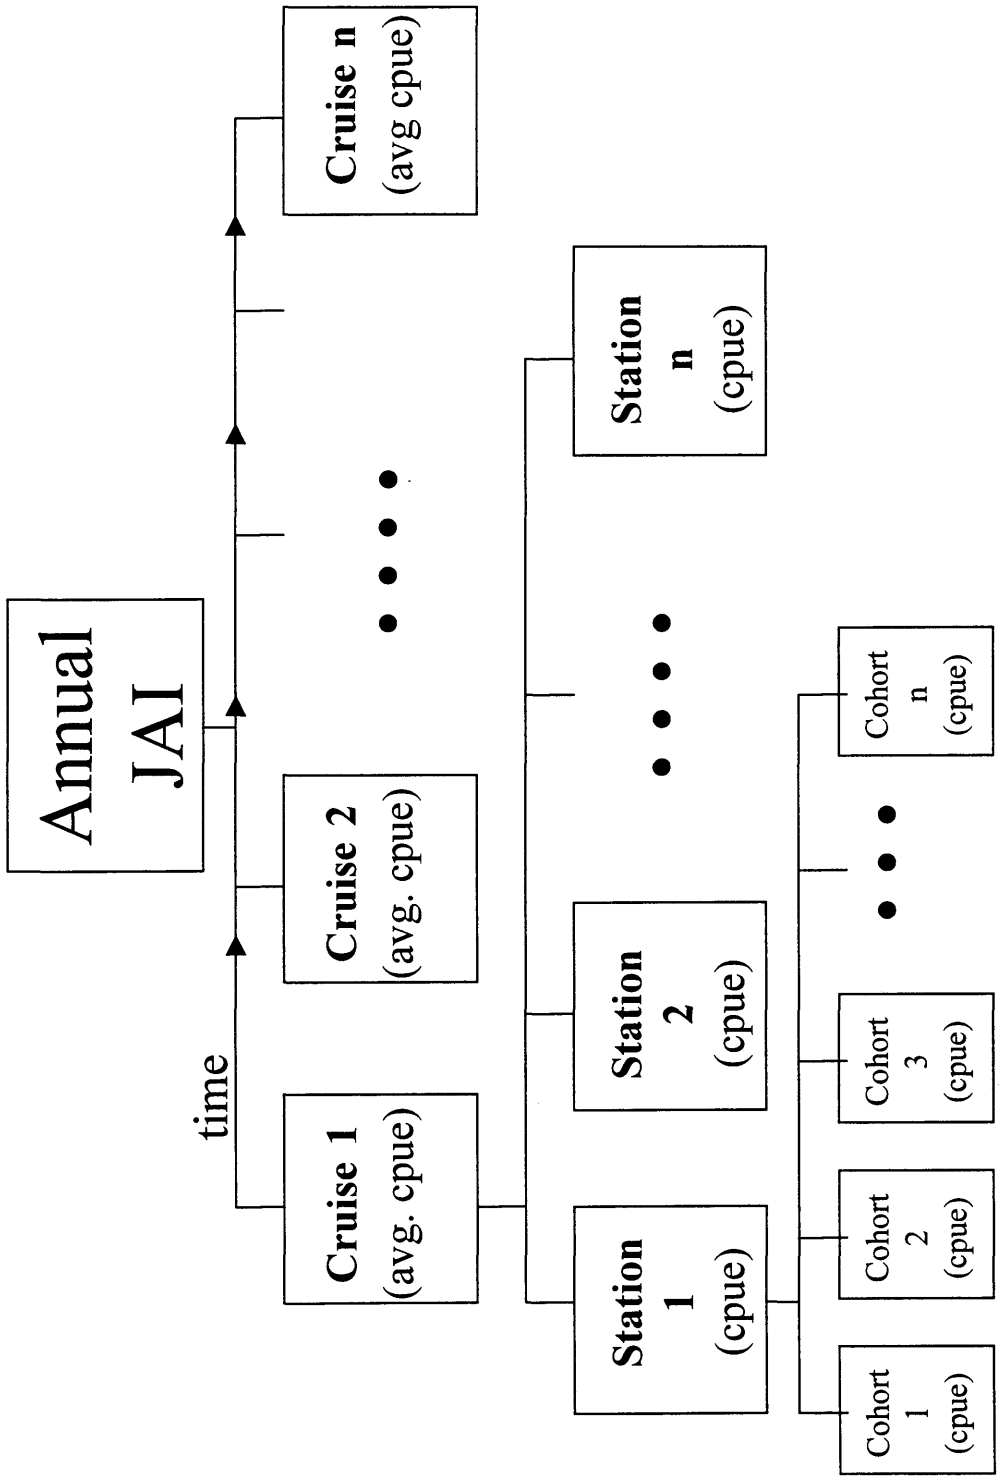 Annual
JAI
time
Cruise 1
(avg. cpue)
Cruise 2
(avg. cpue)
Cruise n
(avg cpue)
Station
1
(cpue)
Station
2
(cpue)
Station
n
(cpue)
Cohort
1
(cpue)
Cohort
2
(cpue)
Cohort
3
(cpue)
Cohort
n
(cpue)